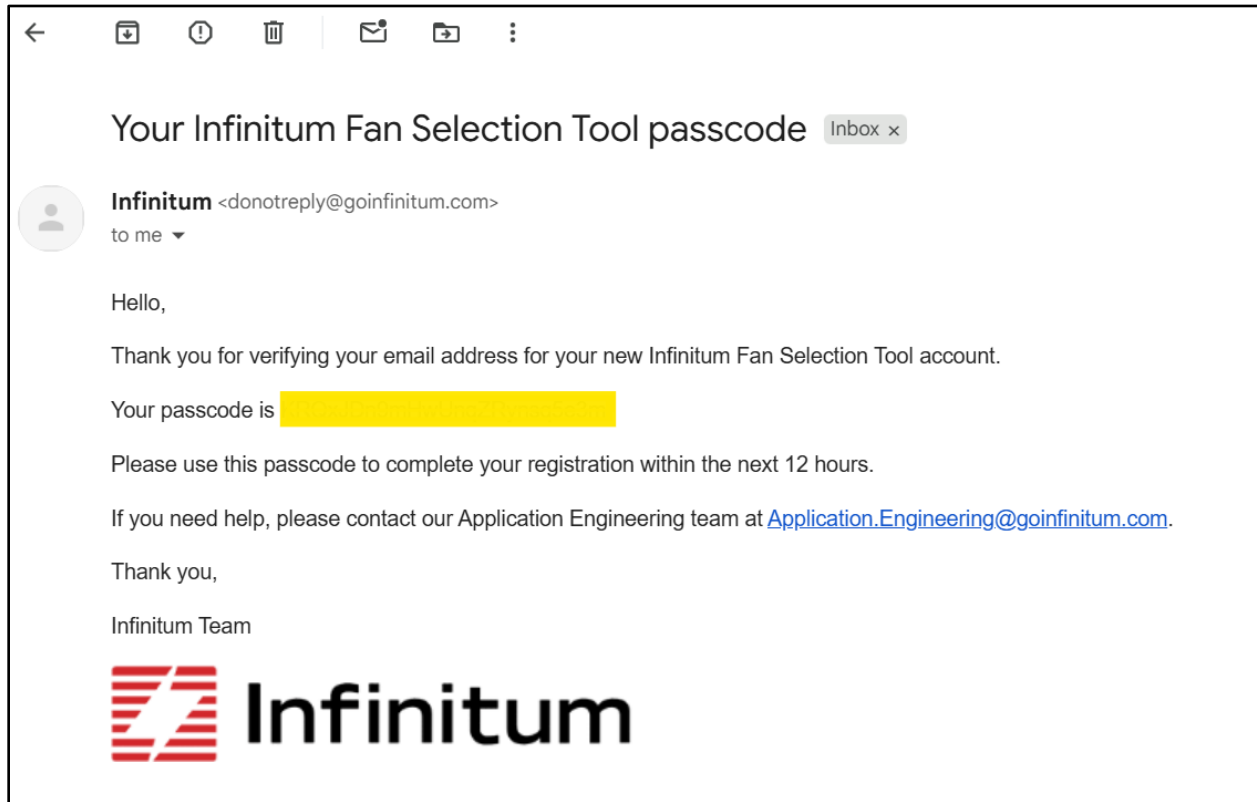 Your Infinitum Fan Selection Tool passcode Inbox x
Infinitum <donotreply@goinfinitum.com>
to me
Hello,
Thank you for verifying your email address for your new Infinitum Fan Selection Tool account.
Your passcode is
Please use this passcode to complete your registration within the next 12 hours.
If you need help, please contact our Application Engineering team at Application.Engineering@goinfinitum.com.
Thank you,
Infinitum Team
Infinitum